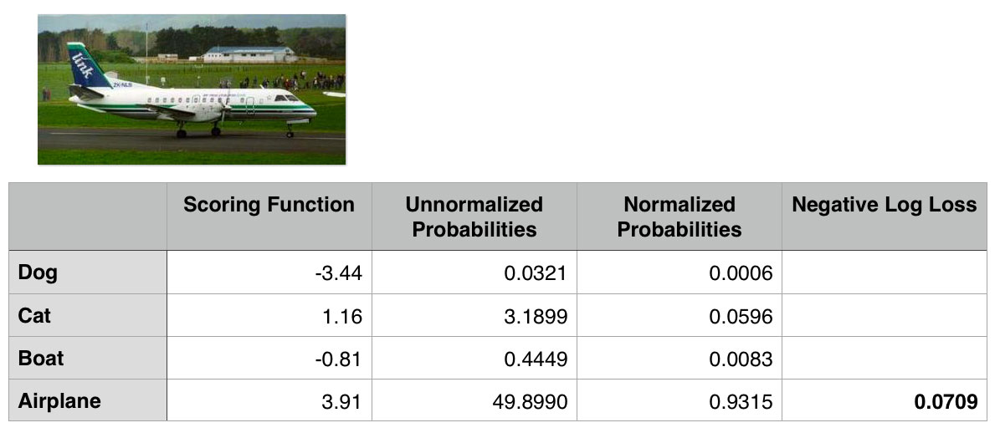 link
ZK-NLB
Scoring Function Unnormalized Probabilities Normalized Probabilities Negative Log Loss
Dog -3.44 0.0321 0.0006
Cat 1.16 3.1899 0.0596
Boat -0.81 0.4449 0.0083
Airplane 3.91 49.8990 0.9315 0.0709